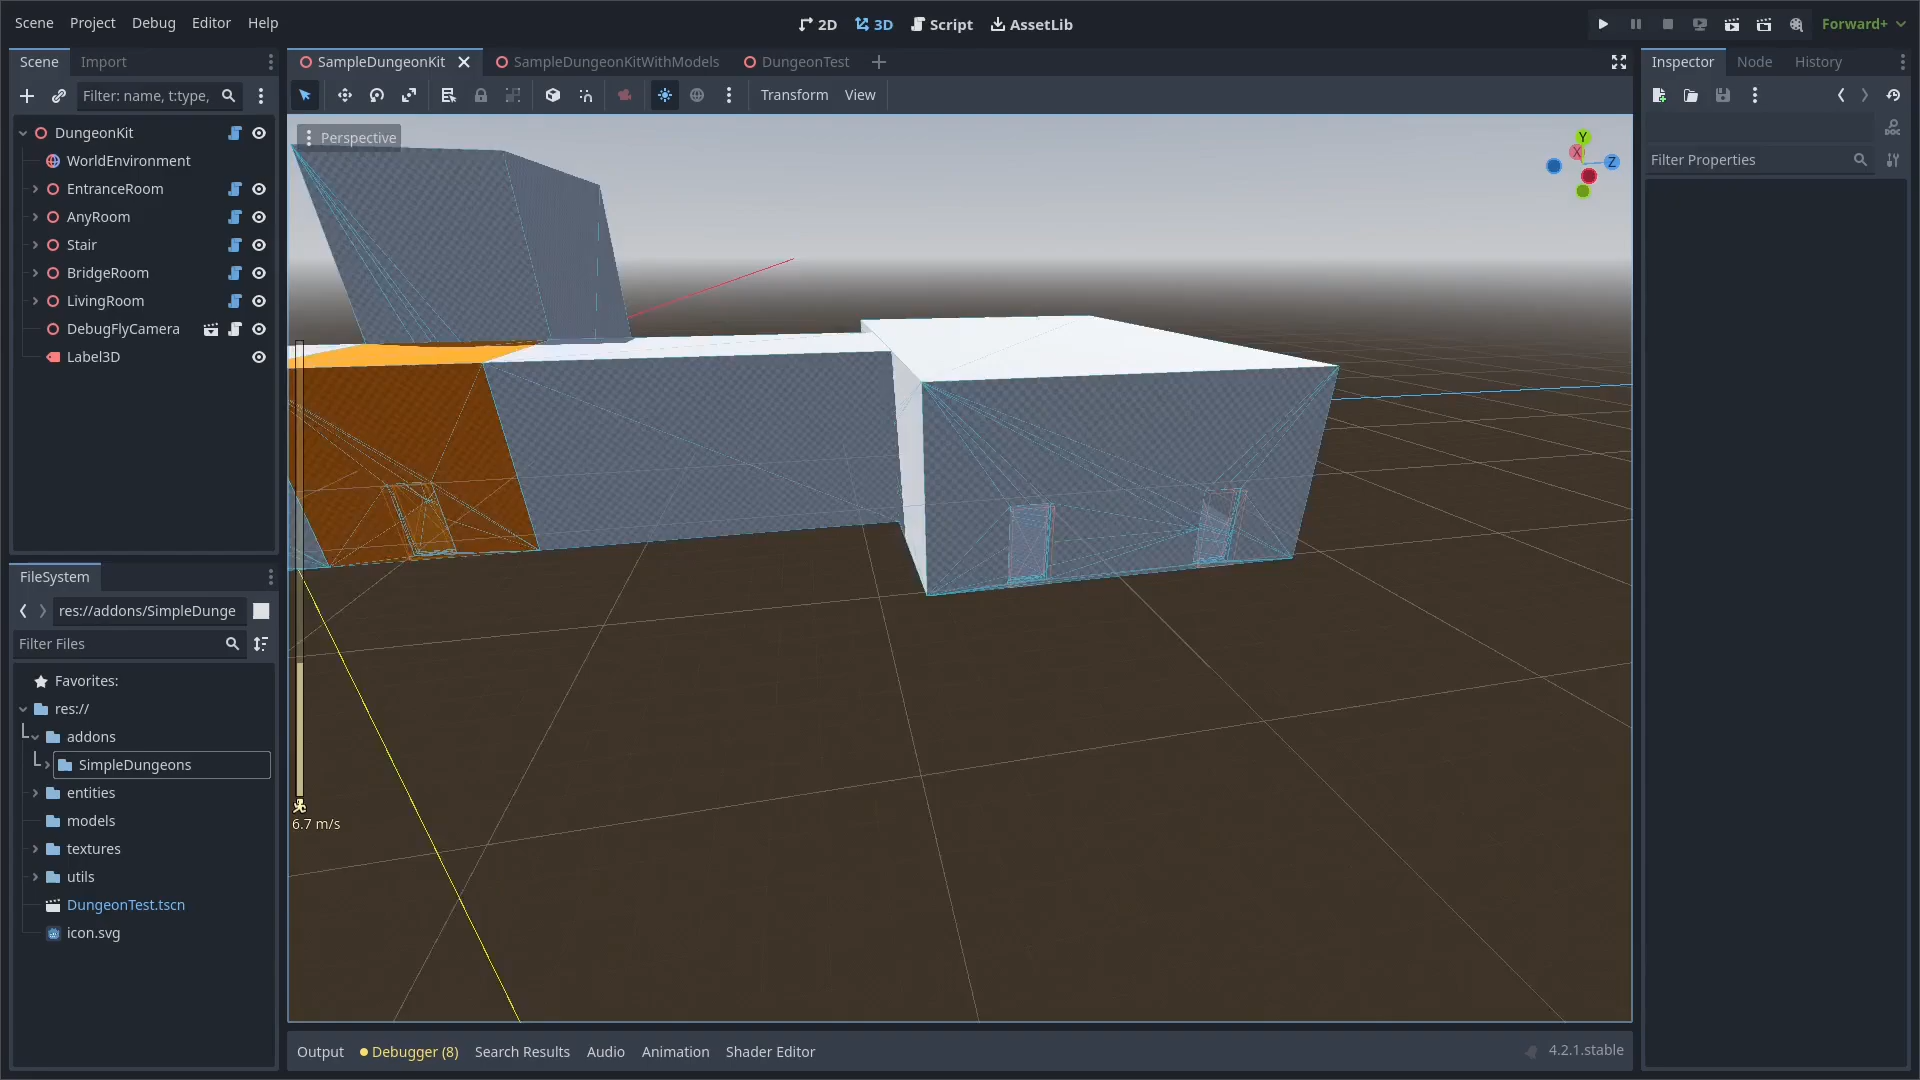 Scene Project Debug Editor Help
2D 3D Script AssetLib
Forward+
Scene Import
Filter: name, t:type,
DungeonKit
WorldEnvironment
EntranceRoom
AnyRoom
Stair
BridgeRoom
LivingRoom
DebugFlyCamera
Label3D
FileSystem
res://addons/SimpleDunge
Filter Files
Favorites:
res://
addons
SimpleDungeons
entities
models
textures
utils
DungeonTest.tscn
icon.svg
SampleDungeonKit SampleDungeonKitWithModels DungeonTest
Transform View
Perspective
Y
X
Z
6.7 m/s
Output Debugger (8) Search Results Audio Animation Shader Editor
4.2.1.stable
Inspector Node History
Filter Properties